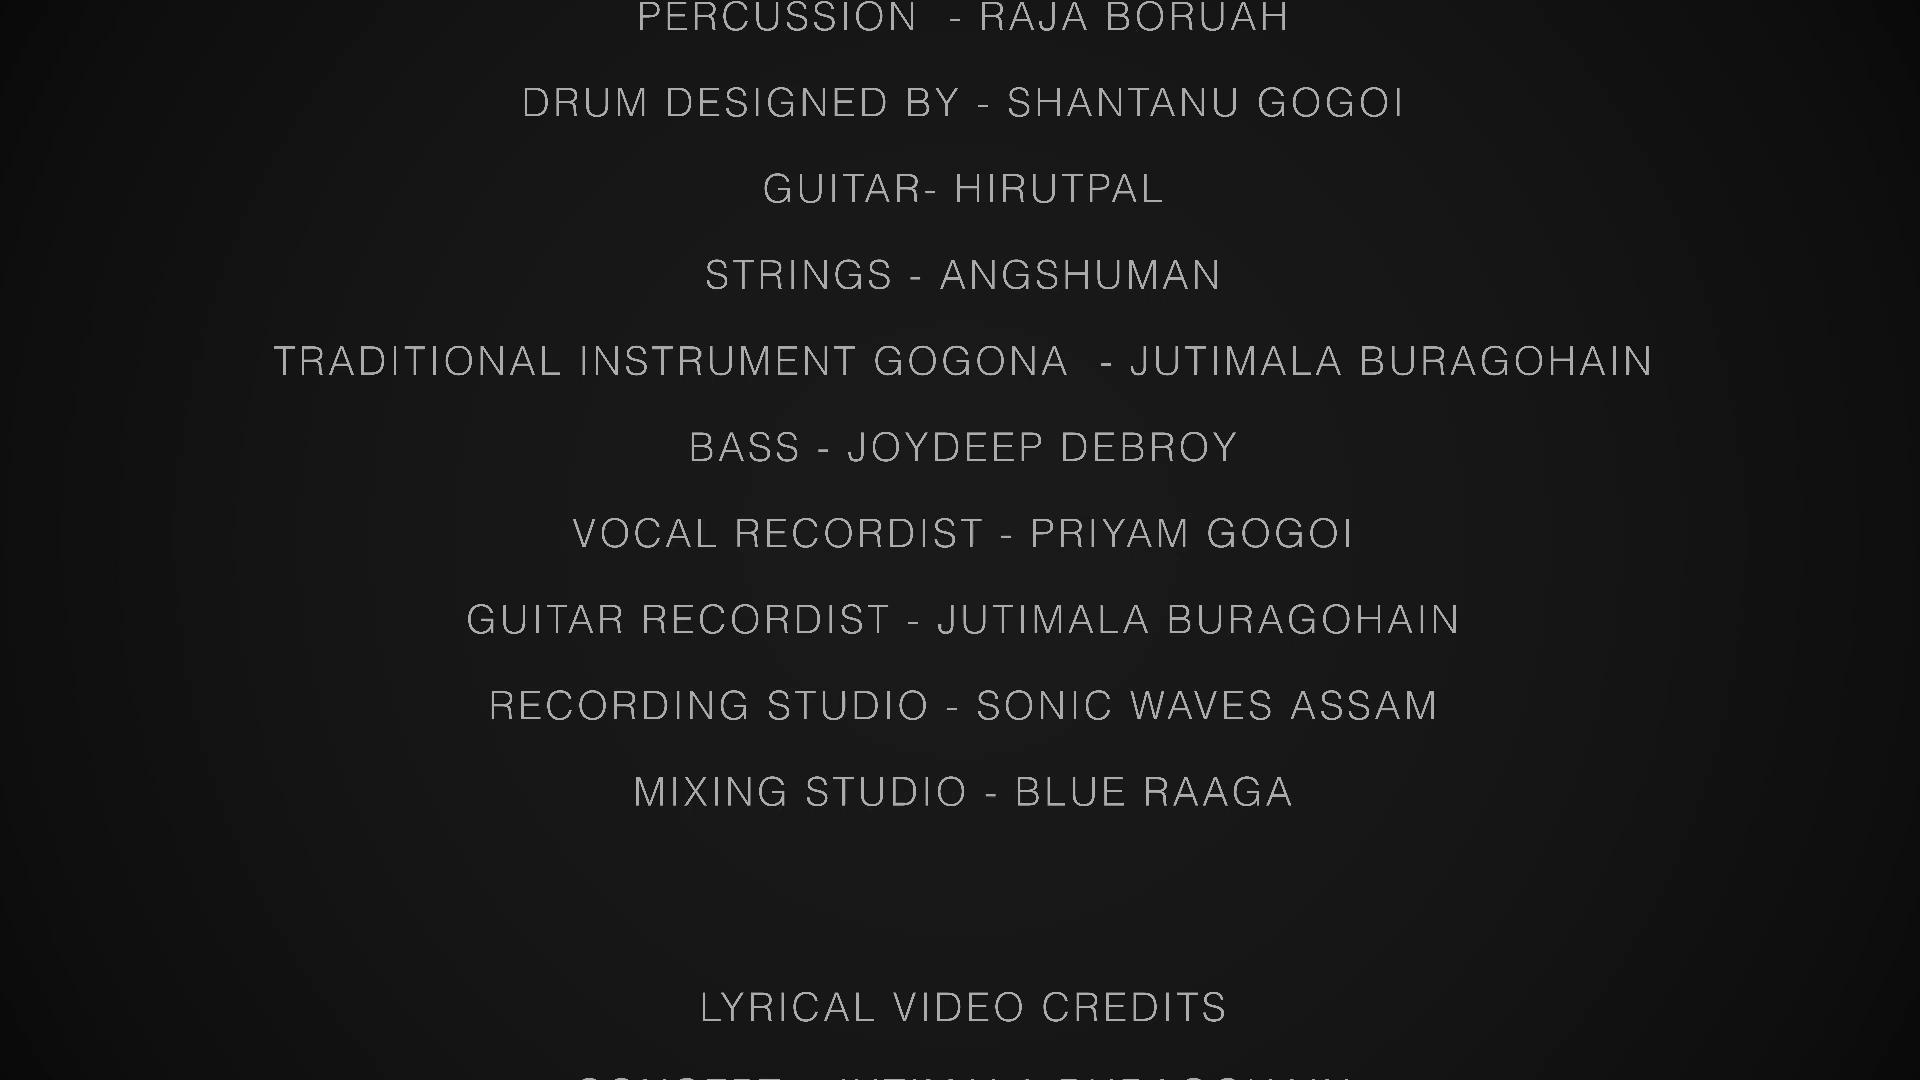 PERCUSSION - RAJA BORUAH
DRUM DESIGNED BY - SHANTANU GOGOI
GUITAR- HIRUTPAL
STRINGS - ANGSHUMAN
TRADITIONAL INSTRUMENT GOGONA - JUTIMALA BURAGOHAIN
BASS - JOYDEEP DEBROY
VOCAL RECORDIST - PRIYAM GOGOI
GUITAR RECORDIST - JUTIMALA BURAGOHAIN
RECORDING STUDIO - SONIC WAVES ASSAM
MIXING STUDIO - BLUE RAAGA
LYRICAL VIDEO CREDITS